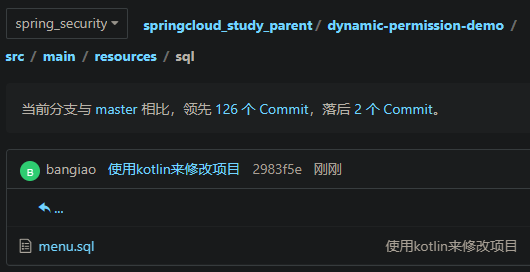 spring_security springcloud_study_parent / dynamic-permission-demo /
src / main / resources / sql
当前分支与 master 相比，领先 126 个 Commit，落后 2 个 Commit。
B bangiao 使用kotlin来修改项目 2983f5e 刚刚
...
menu.sql 使用kotlin来修改项目